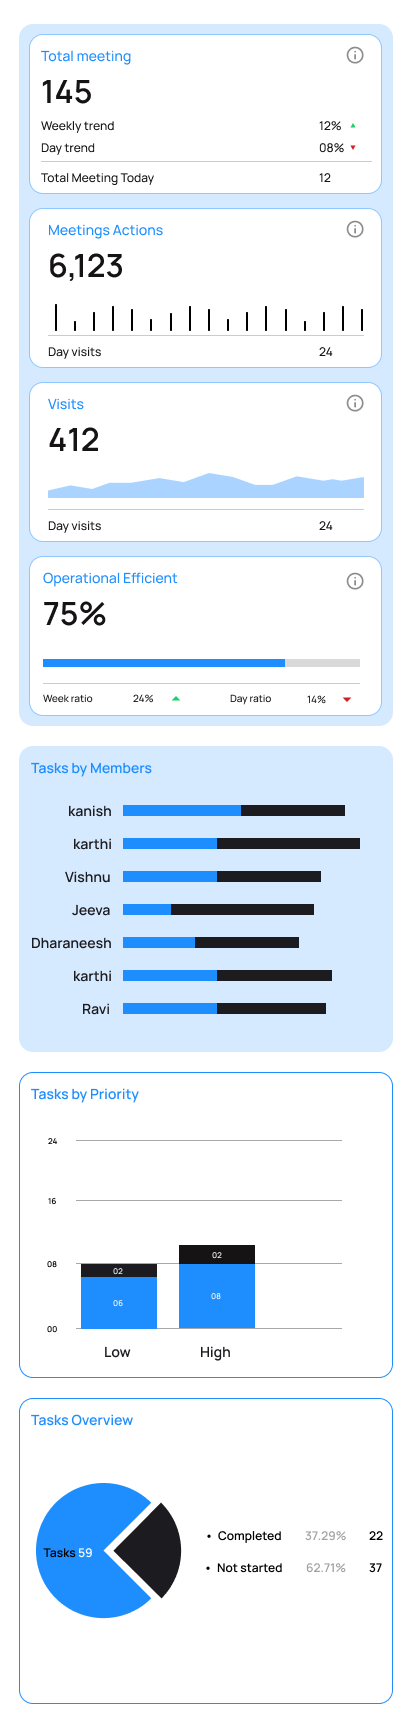 Total meeting
145
Weekly trend 12%
Day trend 08%
Total Meeting Today 12
Meetings Actions
6,123
Day visits 24
Visits
412
Day visits 24
Operational Efficient
75%
Week ratio 24% Day ratio 14%
Tasks by Members
kanish
karthi
Vishnu
Jeeva
Dharaneesh
karthi
Ravi
Tasks by Priority
24
16
08
02
02
06
08
00
Low High
Tasks Overview
Tasks 59
• Completed 37.29% 22
• Not started 62.71% 37